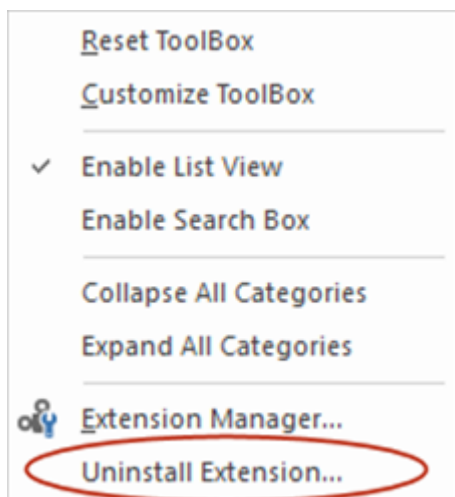 Reset ToolBox
Customize ToolBox
Enable List View
Enable Search Box
Collapse All Categories
Expand All Categories
Extension Manager...
Uninstall Extension...